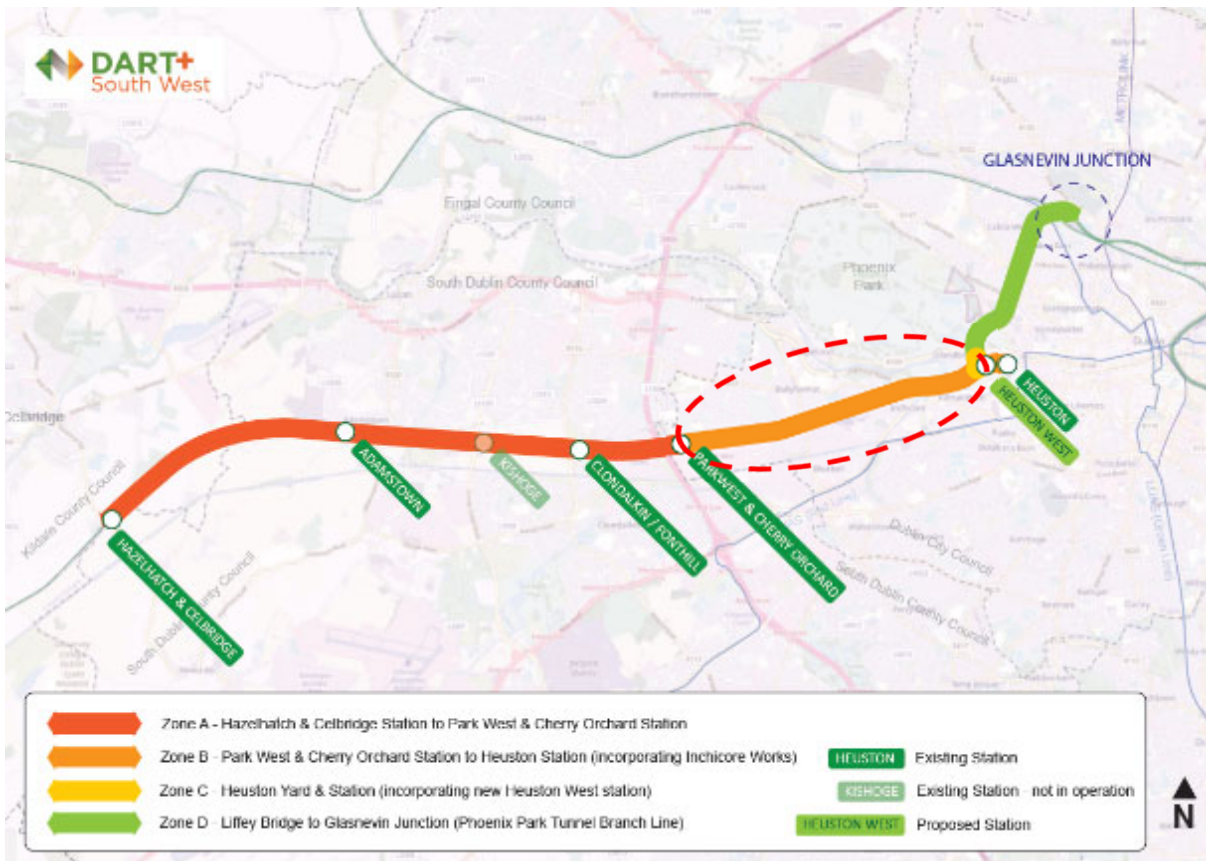 DART+
South West
GLASNEVIN JUNCTION
METROLINK
Fingal County Council
South Dublin County Council
Phoenix
Park
Celbridge
HEUSTON
HEUSTON WEST
PARKWEST & CHERRY ORCHARD
CLONDALKIN / FONTHILL
KISHOGE
ADAMSTOWN
HAZELHATCH & CELBRIDGE
Kildare County Council
South Dublin County Council
Dublin City Council
South Dublin County Council
Zone A - Hazelhatch & Celbridge Station to Park West & Cherry Orchard Station
Zone B - Park West & Cherry Orchard Station to Heuston Station (incorporating Inchicore Works)
Zone C - Heuston Yard & Station (incorporating new Heuston West station)
Zone D - Liffey Bridge to Glasnevin Junction (Phoenix Park Tunnel Branch Line)
HEUSTON Existing Station
KISHOGE Existing Station - not in operation
HEUSTON WEST Proposed Station
N